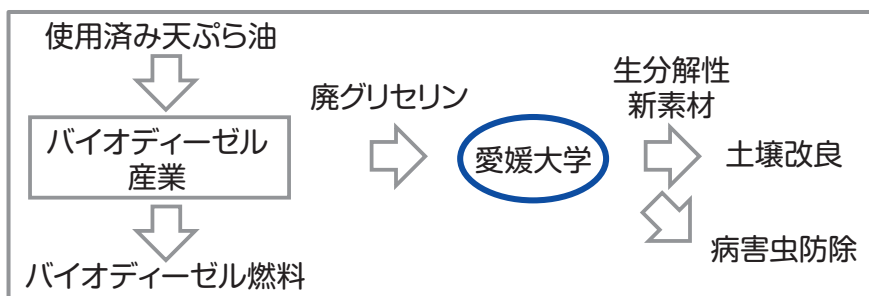 使用済み天ぷら油
バイオディーゼル
産業
バイオディーゼル燃料
廃グリセリン
愛媛大学
生分解性
新素材
土壌改良
病害虫防除